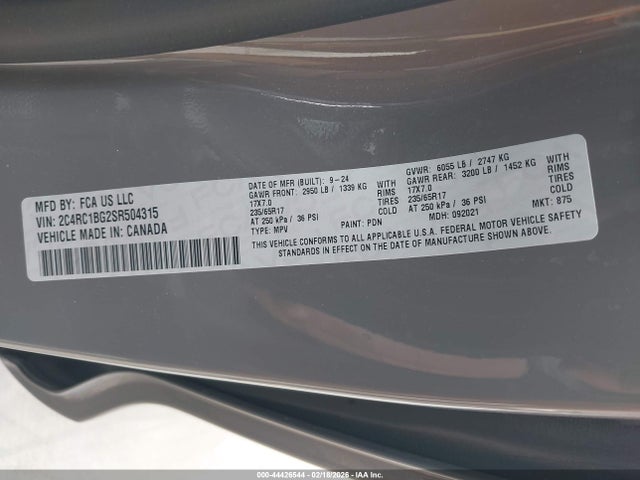 MFD BY: FCA US LLC
VIN: 2C4RC1BG2SR504315
VEHICLE MADE IN: CANADA
DATE OF MFR (BUILT): 9-24
GAWR FRONT: 2950 LB / 1339 KG WITH
17X7.0 RIMS
235/65R17 TIRES
AT 250 kPa / 36 PSI
TYPE: MPV PAINT: PDN
GVWR: 6055 LB / 2747 KG
GAWR REAR: 3200 LB / 1452 KG WITH
17X7.0 RIMS
235/65R17 TIRES
AT 250 kPa / 36 PSI
MDH: 092021 MKT: 875
THIS VEHICLE CONFORMS TO ALL APPLICABLE U.S.A. FEDERAL MOTOR VEHICLE SAFETY
STANDARDS IN EFFECT ON THE DATE OF MANUFACTURE SHOWN ABOVE.
000-44426544 - 02/18/2026 - IAA Inc.